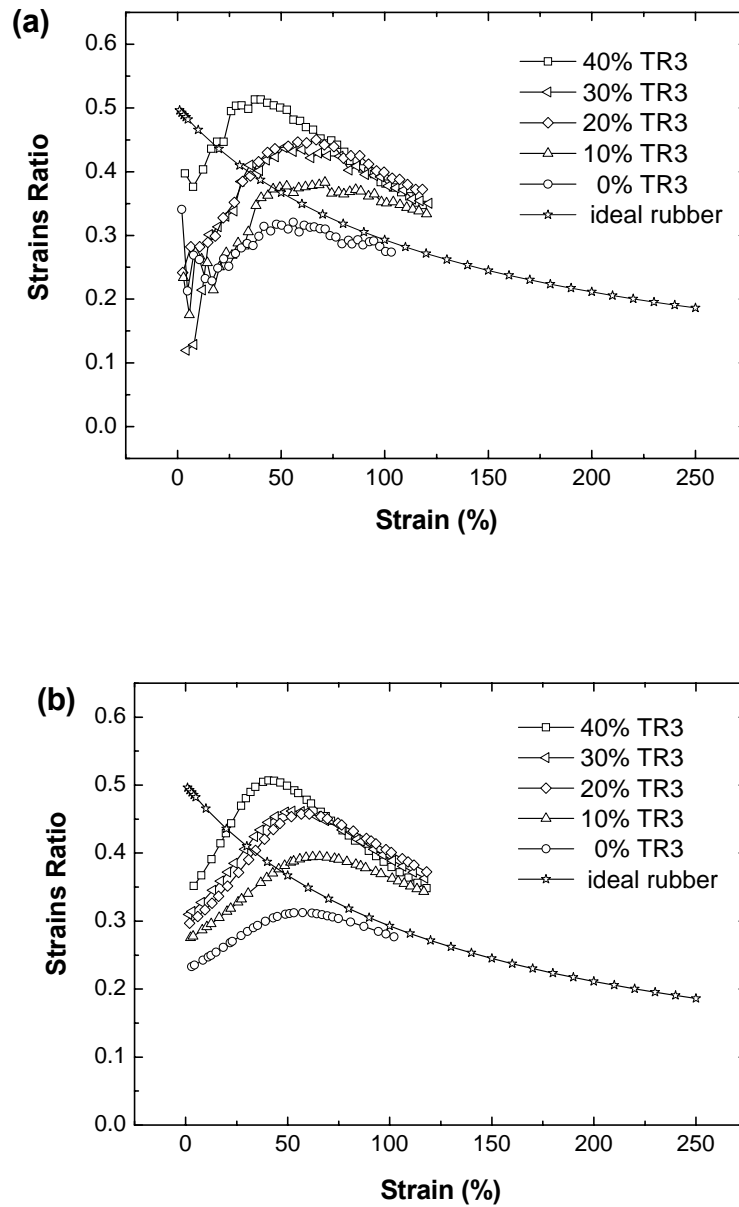 (a)
0.6
0.5
0.4
0.3
0.2
0.1
0.0
Strains Ratio
40% TR3
30% TR3
20% TR3
10% TR3
0% TR3
ideal rubber
0 50 100 150 200 250
Strain (%)
(b)
0.6
0.5
0.4
0.3
0.2
0.1
0.0
Strains Ratio
40% TR3
30% TR3
20% TR3
10% TR3
0% TR3
ideal rubber
0 50 100 150 200 250
Strain (%)